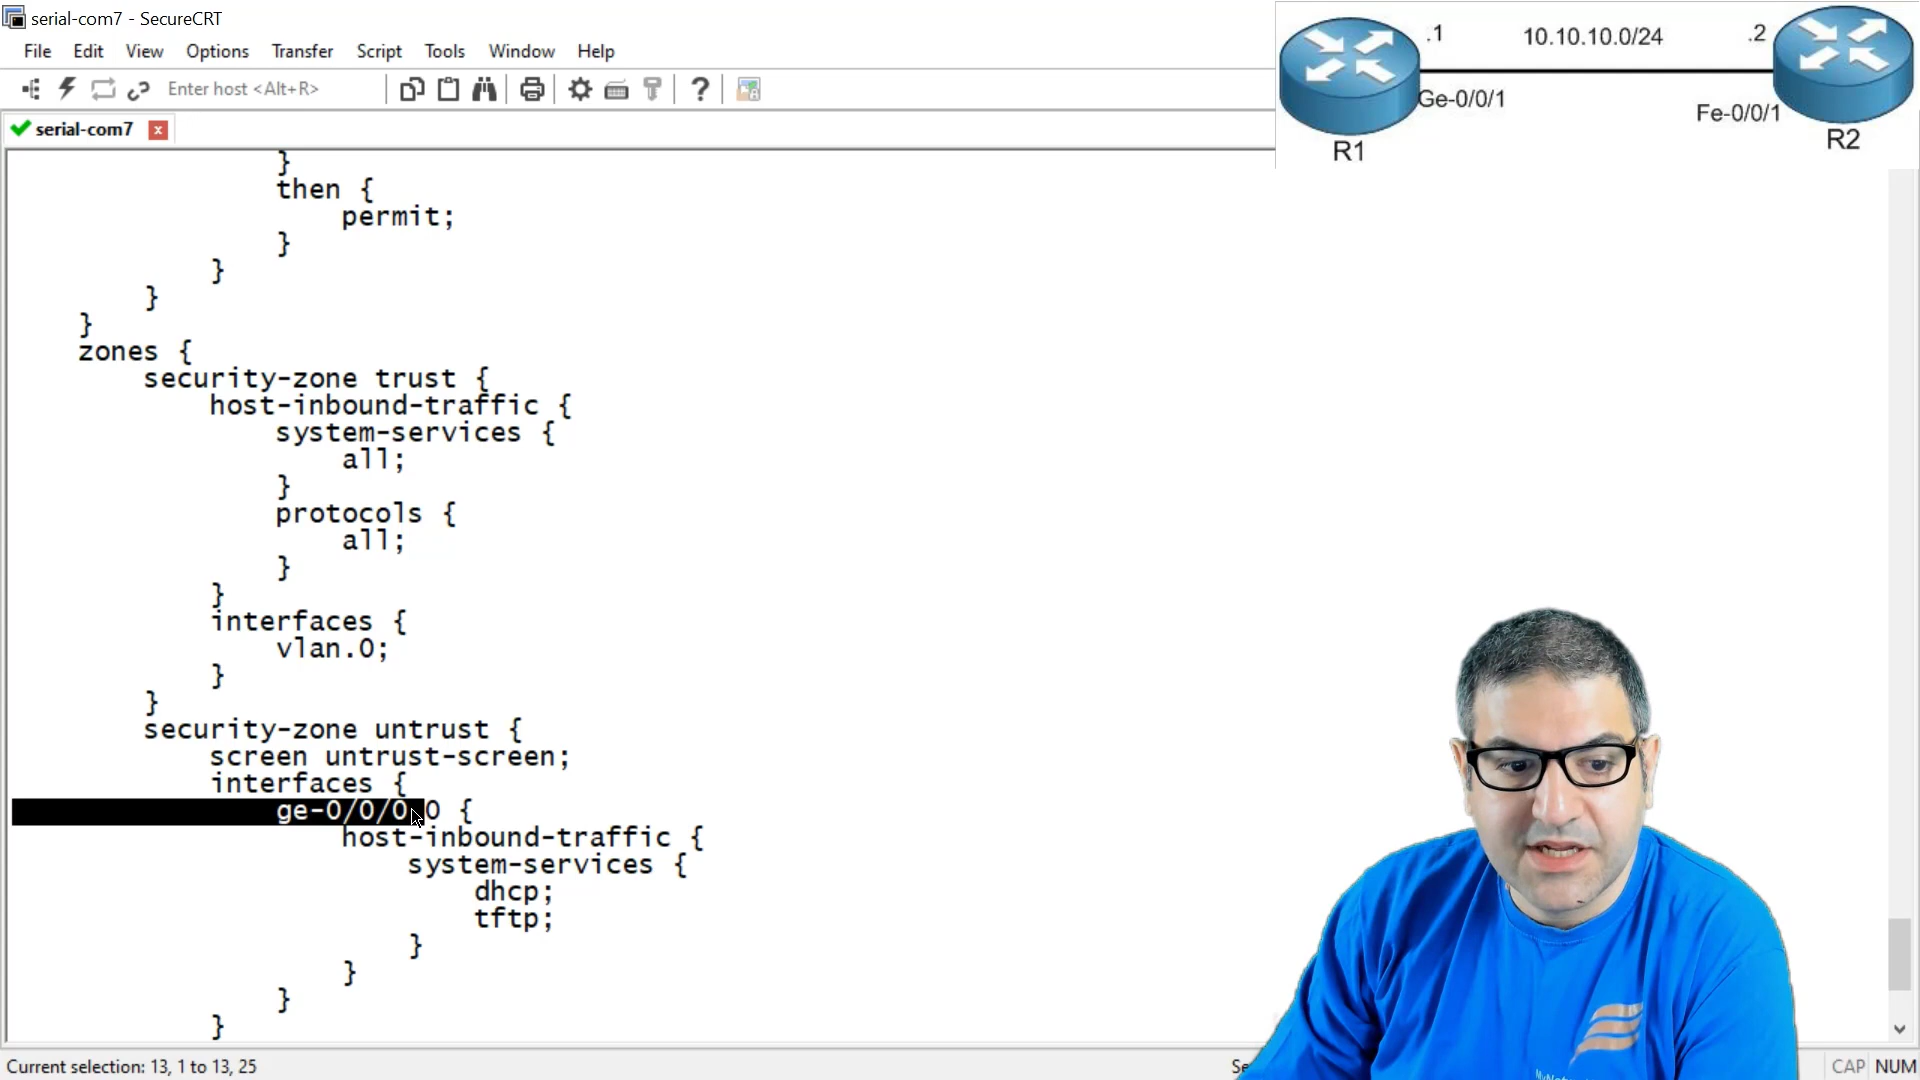 serial-com7 - SecureCRT
File Edit View Options Transfer Script Tools Window Help
Enter host <Alt+R>
serial-com7
.1 10.10.10.0/24 .2
Ge-0/0/1
Fe-0/0/1
R1
R2
}
then {
permit;
}
}
}
}
zones {
security-zone trust {
host-inbound-traffic {
system-services {
all;
}
protocols {
all;
}
}
interfaces {
vlan.0;
}
}
security-zone untrust {
screen untrust-screen;
interfaces {
ge-0/0/0.0 {
host-inbound-traffic {
system-services {
dhcp;
tftp;
}
}
}
}
Current selection: 13, 1 to 13, 25
CAP NUM